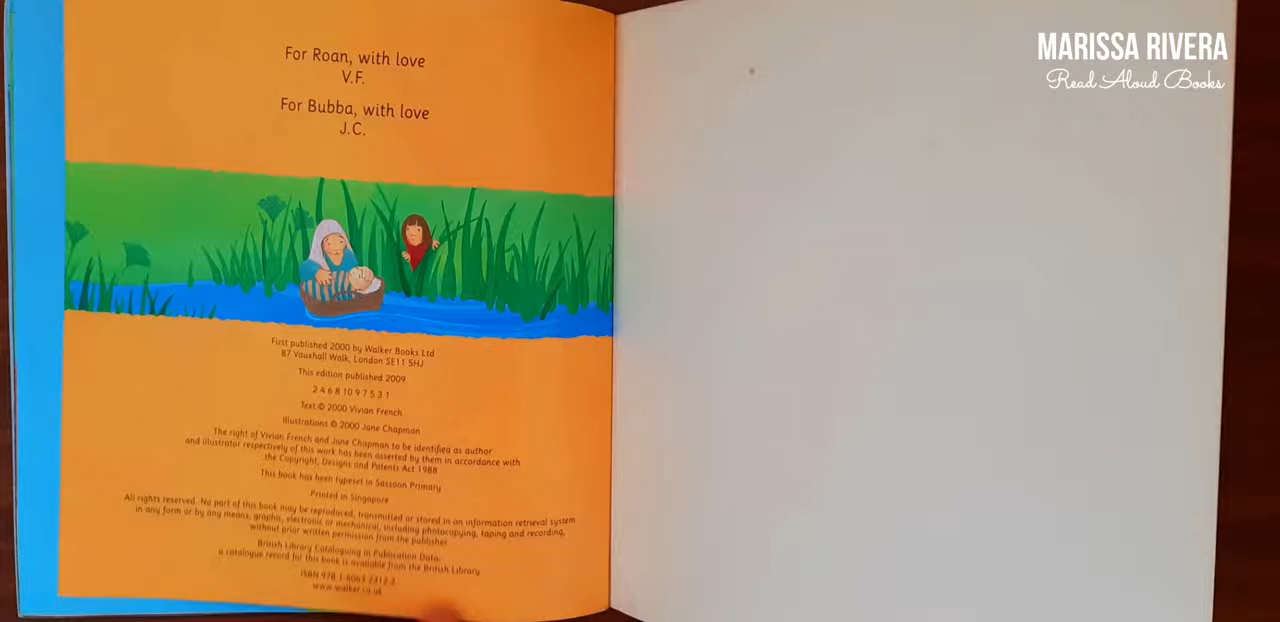 For Roan, with love
V.F.
For Bubba, with love
J.C.
First published 2000 by Walker Books Ltd
87 Vauxhall Walk, London SE11 5HJ
This edition published 2009
2 4 6 8 10 9 7 5 3 1
Text © 2000 Vivian French
Illustrations © 2000 Jane Chapman
The right of Vivian French and Jane Chapman to be identified as author
and illustrator respectively of this work has been asserted by them in accordance with
the Copyright, Designs and Patents Act 1988
This book has been typeset in Sassoon Primary
Printed in Singapore
All rights reserved. No part of this book may be reproduced, transmitted or stored in an information retrieval system
in any form or by any means, graphic, electronic or mechanical, including photocopying, taping and recording,
without prior written permission from the publisher
British Library Cataloguing in Publication Data:
a catalogue record for this book is available from the British Library
ISBN 978 1 4063 2312 2
www.walker.co.uk
MARISSA RIVERA
Read Aloud Books